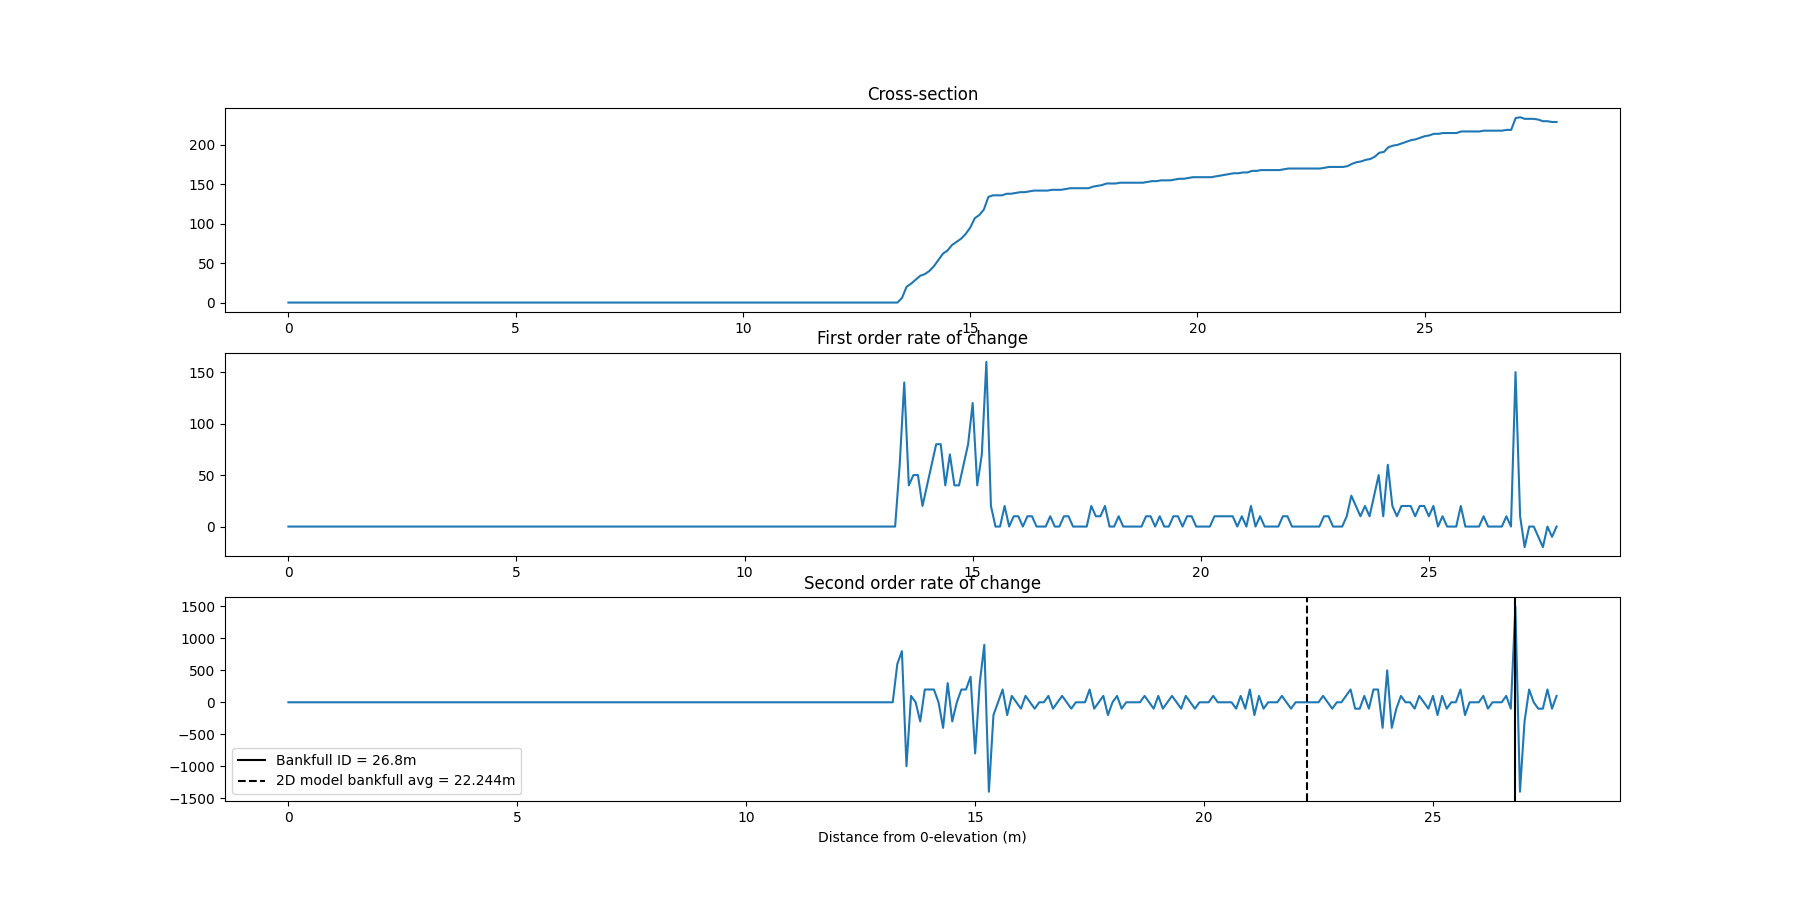 Cross-section
200
150
100
50
0
0 5 10 15 20 25
First order rate of change
150
100
50
0
0 5 10 15 20 25
Second order rate of change
1500
1000
500
0
−500
−1000
−1500
Bankfull ID = 26.8m
2D model bankfull avg = 22.244m
0 5 10 15 20 25
Distance from 0-elevation (m)